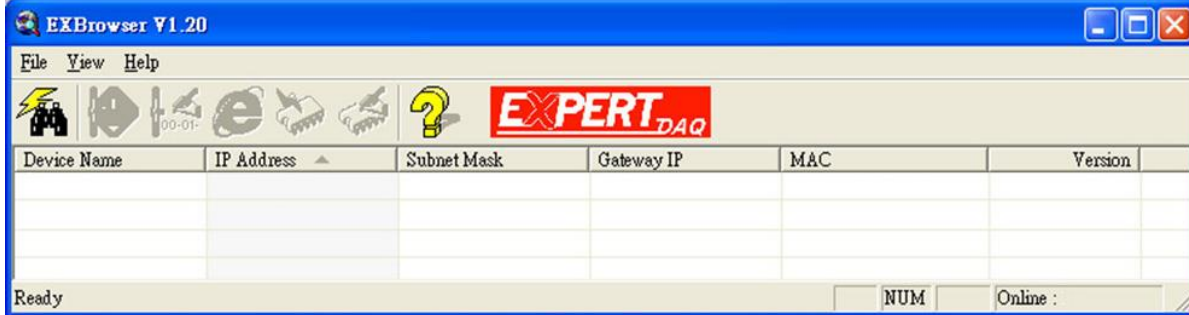 EXBrowser V1.20
File View Help
00-01-
EXPERT DAQ
Device Name IP Address Subnet Mask Gateway IP MAC Version
Ready NUM Online :